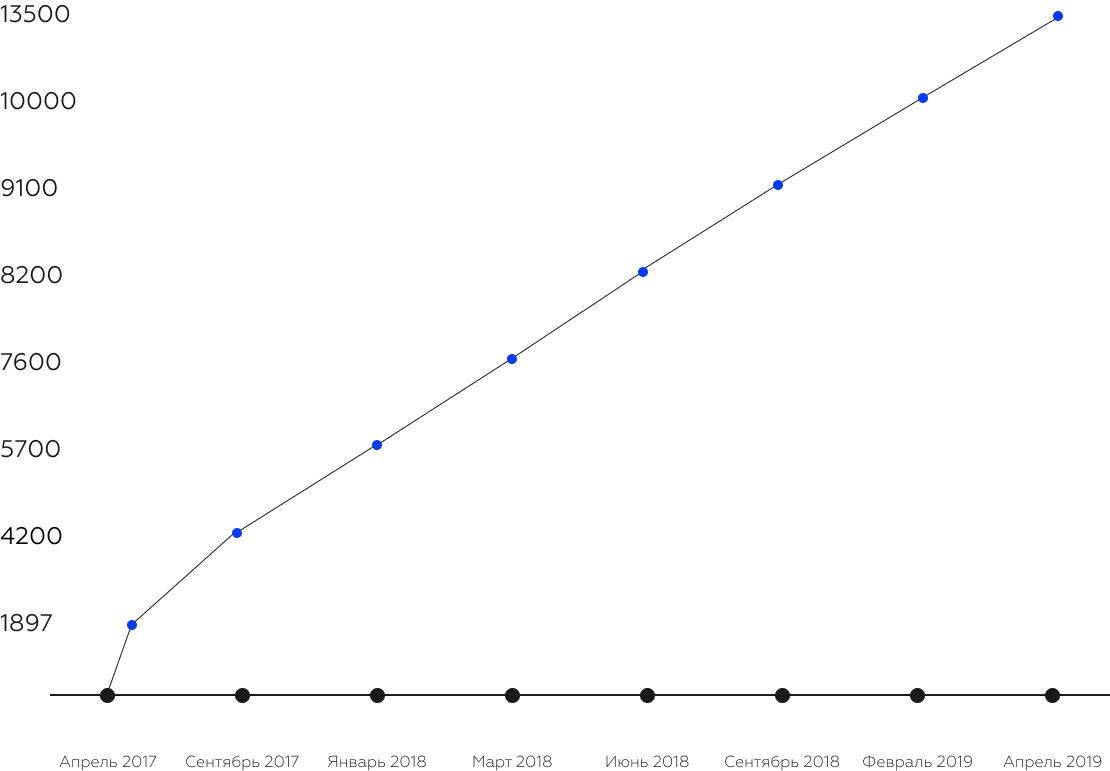 13500
10000
9100
8200
7600
5700
4200
1897
Апрель 2017
Сентябрь 2017
Январь 2018
Март 2018
Июнь 2018
Сентябрь 2018
Февраль 2019
Апрель 2019